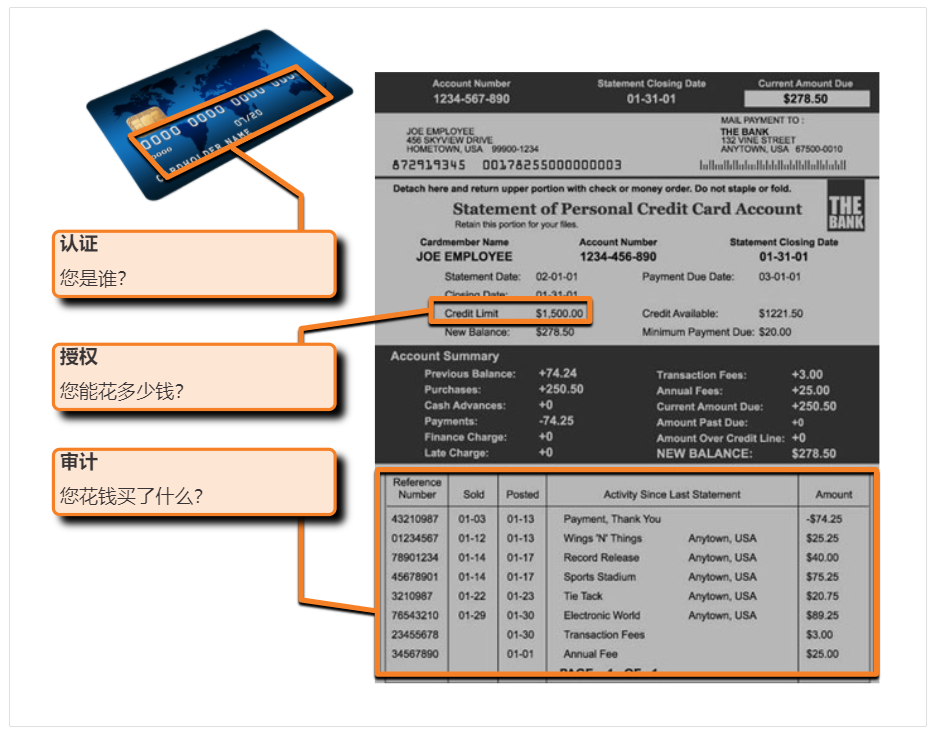 0000 0000 0000 000
0000
07/20
CARDHOLDER NAME
认证
您是谁？
授权
您能花多少钱？
审计
您花钱买了什么？
Account Number Statement Closing Date Current Amount Due
1234-567-890 01-31-01 $278.50
JOE EMPLOYEE
456 SKYVIEW DRIVE
HOMETOWN, USA 99900-1234
MAIL PAYMENT TO :
THE BANK
132 VINE STREET
ANYTOWN, USA 67500-0010
872919345 00178255000000003
Detach here and return upper portion with check or money order. Do not staple or fold.
Statement of Personal Credit Card Account
Retain this portion for your files.
THE
BANK
Cardmember Name Account Number Statement Closing Date
JOE EMPLOYEE 1234-456-890 01-31-01
Statement Date: 02-01-01 Payment Due Date: 03-01-01
Closing Date: 01-31-01
Credit Limit $1,500.00 Credit Available: $1221.50
New Balance: $278.50 Minimum Payment Due: $20.00
Account Summary
Previous Balance: +74.24 Transaction Fees: +3.00
Purchases: +250.50 Annual Fees: +25.00
Cash Advances: +0 Current Amount Due: +250.50
Payments: -74.25 Amount Past Due: +0
Finance Charge: +0 Amount Over Credit Line: +0
Late Charge: +0 NEW BALANCE: $278.50
Reference
Number Sold Posted Activity Since Last Statement Amount
43210987 01-03 01-13 Payment, Thank You -$74.25
01234567 01-12 01-13 Wings 'N' Things Anytown, USA $25.25
78901234 01-14 01-17 Record Release Anytown, USA $40.00
45678901 01-14 01-17 Sports Stadium Anytown, USA $75.25
3210987 01-22 01-23 Tie Tack Anytown, USA $20.75
76543210 01-29 01-30 Electronic World Anytown, USA $89.25
23455678 01-30 Transaction Fees $3.00
34567890 01-01 Annual Fee $25.00
PAGE 1 OF 1